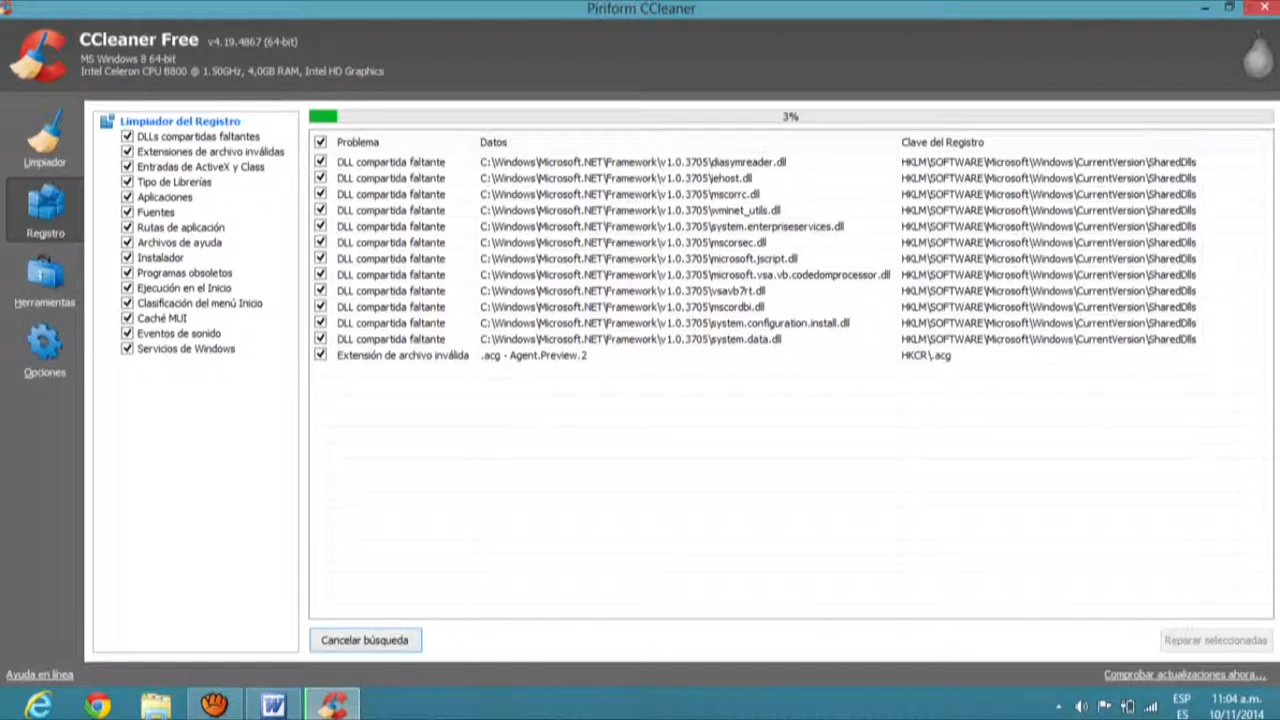 Piriform CCleaner
CCleaner Free v4.19.4867 (64-bit)
MS Windows 8 64-bit
Intel Celeron CPU B800 @ 1.50GHz, 4,0GB RAM, Intel HD Graphics
Limpiador
Registro
Herramientas
Opciones
Limpiador del Registro
DLLs compartidas faltantes
Extensiones de archivo inválidas
Entradas de ActiveX y Class
Tipo de Librerías
Aplicaciones
Fuentes
Rutas de aplicación
Archivos de ayuda
Instalador
Programas obsoletos
Ejecución en el Inicio
Clasificación del menú Inicio
Caché MUI
Eventos de sonido
Servicios de Windows
3%
Problema Datos Clave del Registro
DLL compartida faltante C:\Windows\Microsoft.NET\Framework\v1.0.3705\diasymreader.dll HKLM\SOFTWARE\Microsoft\Windows\CurrentVersion\SharedDlls
DLL compartida faltante C:\Windows\Microsoft.NET\Framework\v1.0.3705\iehost.dll HKLM\SOFTWARE\Microsoft\Windows\CurrentVersion\SharedDlls
DLL compartida faltante C:\Windows\Microsoft.NET\Framework\v1.0.3705\mscorrc.dll HKLM\SOFTWARE\Microsoft\Windows\CurrentVersion\SharedDlls
DLL compartida faltante C:\Windows\Microsoft.NET\Framework\v1.0.3705\wminet_utils.dll HKLM\SOFTWARE\Microsoft\Windows\CurrentVersion\SharedDlls
DLL compartida faltante C:\Windows\Microsoft.NET\Framework\v1.0.3705\system.enterpriseservices.dll HKLM\SOFTWARE\Microsoft\Windows\CurrentVersion\SharedDlls
DLL compartida faltante C:\Windows\Microsoft.NET\Framework\v1.0.3705\mscorsec.dll HKLM\SOFTWARE\Microsoft\Windows\CurrentVersion\SharedDlls
DLL compartida faltante C:\Windows\Microsoft.NET\Framework\v1.0.3705\microsoft.jscript.dll HKLM\SOFTWARE\Microsoft\Windows\CurrentVersion\SharedDlls
DLL compartida faltante C:\Windows\Microsoft.NET\Framework\v1.0.3705\microsoft.vsa.vb.codedomprocessor.dll HKLM\SOFTWARE\Microsoft\Windows\CurrentVersion\SharedDlls
DLL compartida faltante C:\Windows\Microsoft.NET\Framework\v1.0.3705\vsavb7rt.dll HKLM\SOFTWARE\Microsoft\Windows\CurrentVersion\SharedDlls
DLL compartida faltante C:\Windows\Microsoft.NET\Framework\v1.0.3705\mscordbi.dll HKLM\SOFTWARE\Microsoft\Windows\CurrentVersion\SharedDlls
DLL compartida faltante C:\Windows\Microsoft.NET\Framework\v1.0.3705\system.configuration.install.dll HKLM\SOFTWARE\Microsoft\Windows\CurrentVersion\SharedDlls
DLL compartida faltante C:\Windows\Microsoft.NET\Framework\v1.0.3705\system.data.dll HKLM\SOFTWARE\Microsoft\Windows\CurrentVersion\SharedDlls
Extensión de archivo inválida .acg - Agent.Preview.2 HKCR\.acg
Cancelar búsqueda
Reparar seleccionadas
Ayuda en línea
Comprobar actualizaciones ahora...
ESP 11:04 a.m.
ES 10/11/2014